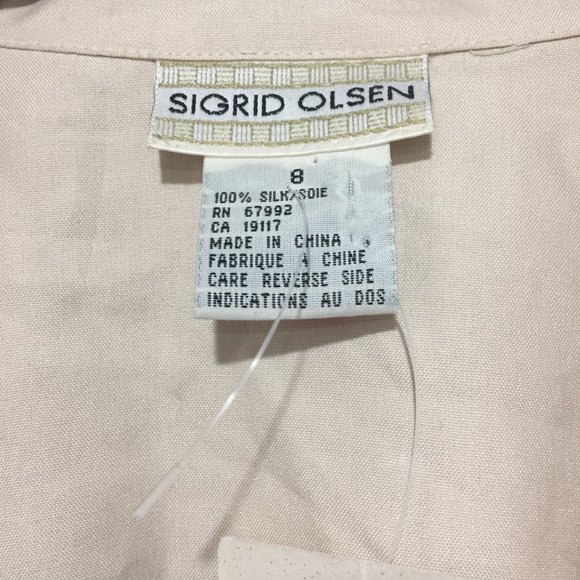 SIGRID OLSEN
8
100% SILK/SOIE
RN 67992
CA 19117
MADE IN CHINA
FABRIQUE A CHINE
CARE REVERSE SIDE
INDICATIONS AU DOS